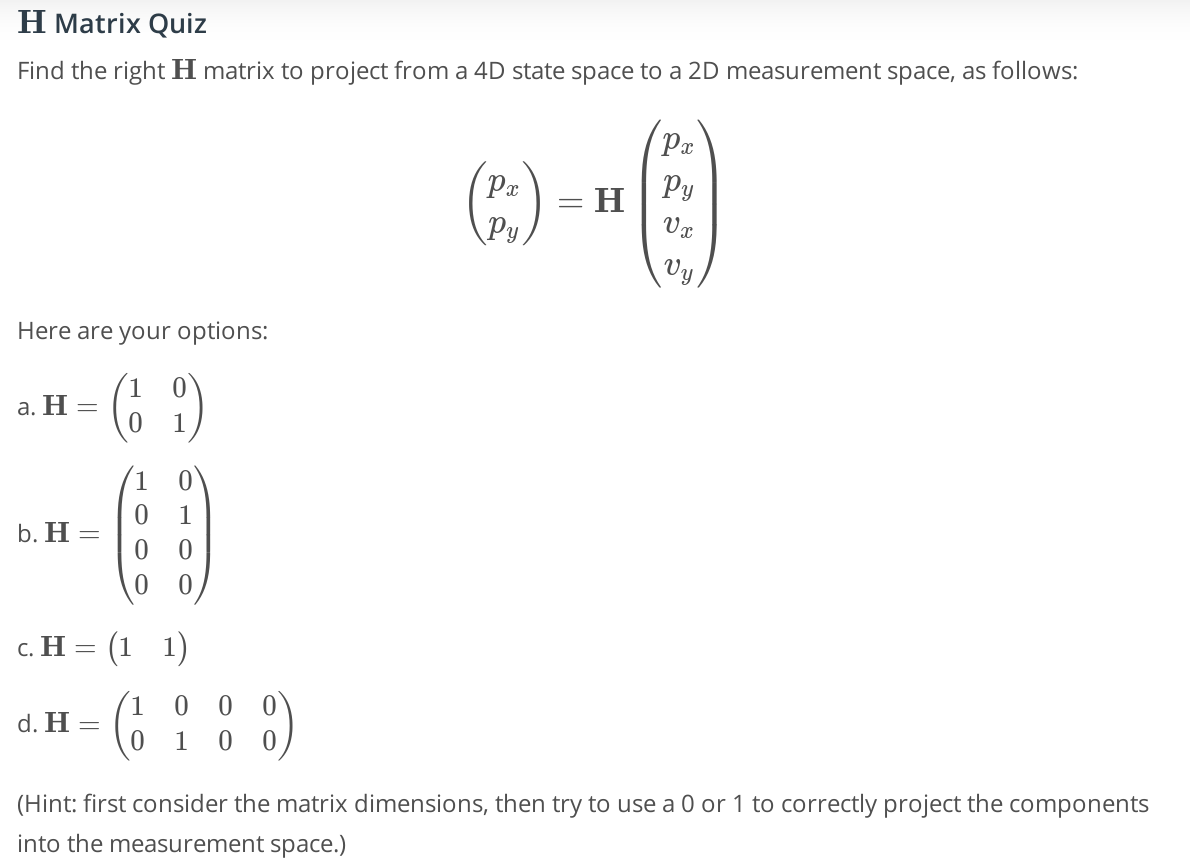 H Matrix Quiz
Find the right H matrix to project from a 4D state space to a 2D measurement space, as follows:
$\begin{pmatrix} p_x \\ p_y \end{pmatrix} = \mathbf{H} \begin{pmatrix} p_x \\ p_y \\ v_x \\ v_y \end{pmatrix}$
Here are your options:
a. $\mathbf{H} = \begin{pmatrix} 1 & 0 \\ 0 & 1 \end{pmatrix}$
b. $\mathbf{H} = \begin{pmatrix} 1 & 0 \\ 0 & 1 \\ 0 & 0 \\ 0 & 0 \end{pmatrix}$
c. $\mathbf{H} = \begin{pmatrix} 1 & 1 \end{pmatrix}$
d. $\mathbf{H} = \begin{pmatrix} 1 & 0 & 0 & 0 \\ 0 & 1 & 0 & 0 \end{pmatrix}$
(Hint: first consider the matrix dimensions, then try to use a 0 or 1 to correctly project the components
into the measurement space.)